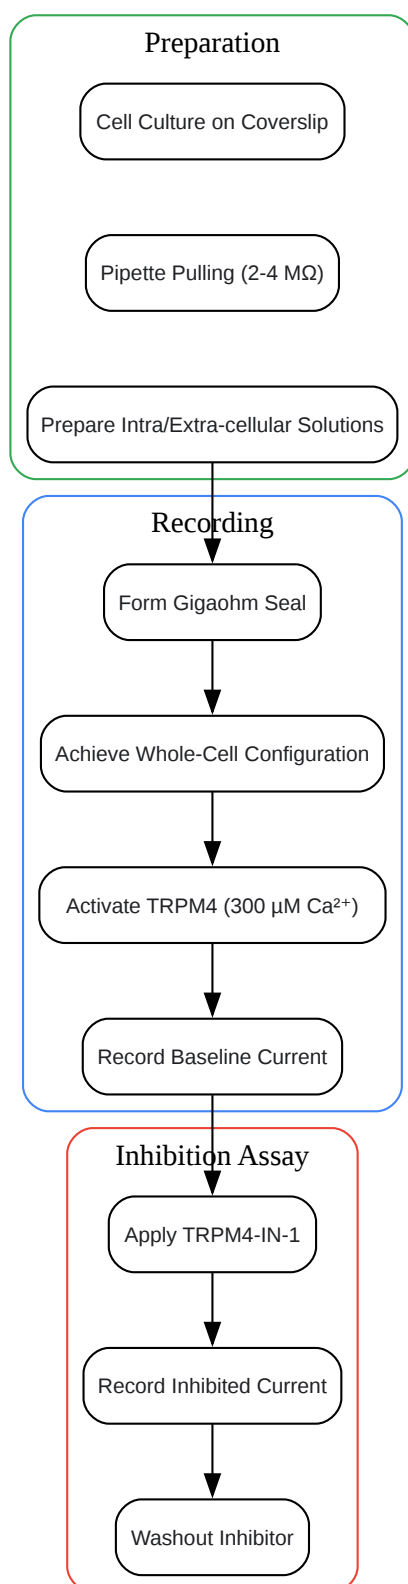 Preparation
Cell Culture on Coverslip
Pipette Pulling (2-4 MΩ)
Prepare Intra/Extra-cellular Solutions
Recording
Form Gigaohm Seal
Achieve Whole-Cell Configuration
Activate TRPM4 (300 µM Ca²⁺)
Record Baseline Current
Inhibition Assay
Apply TRPM4-IN-1
Record Inhibited Current
Washout Inhibitor